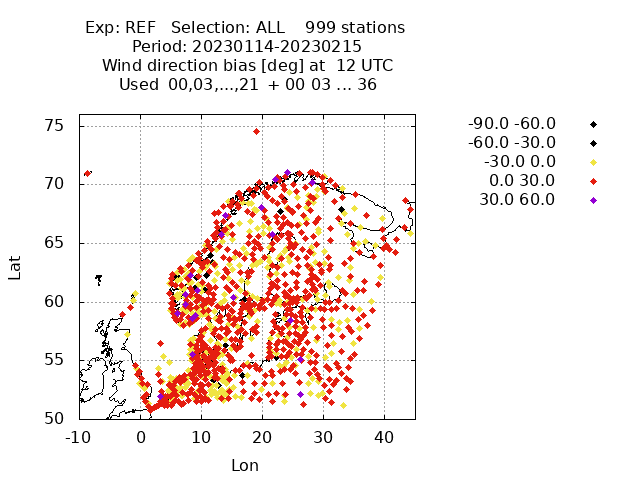 Exp: REF Selection: ALL 999 stations
Period: 20230114-20230215
Wind direction bias [deg] at 12 UTC
Used 00,03,...,21 + 00 03 ... 36
-90.0 -60.0
-60.0 -30.0
-30.0 0.0
0.0 30.0
30.0 60.0
75
70
65
60
55
50
Lat
-10 0 10 20 30 40
Lon